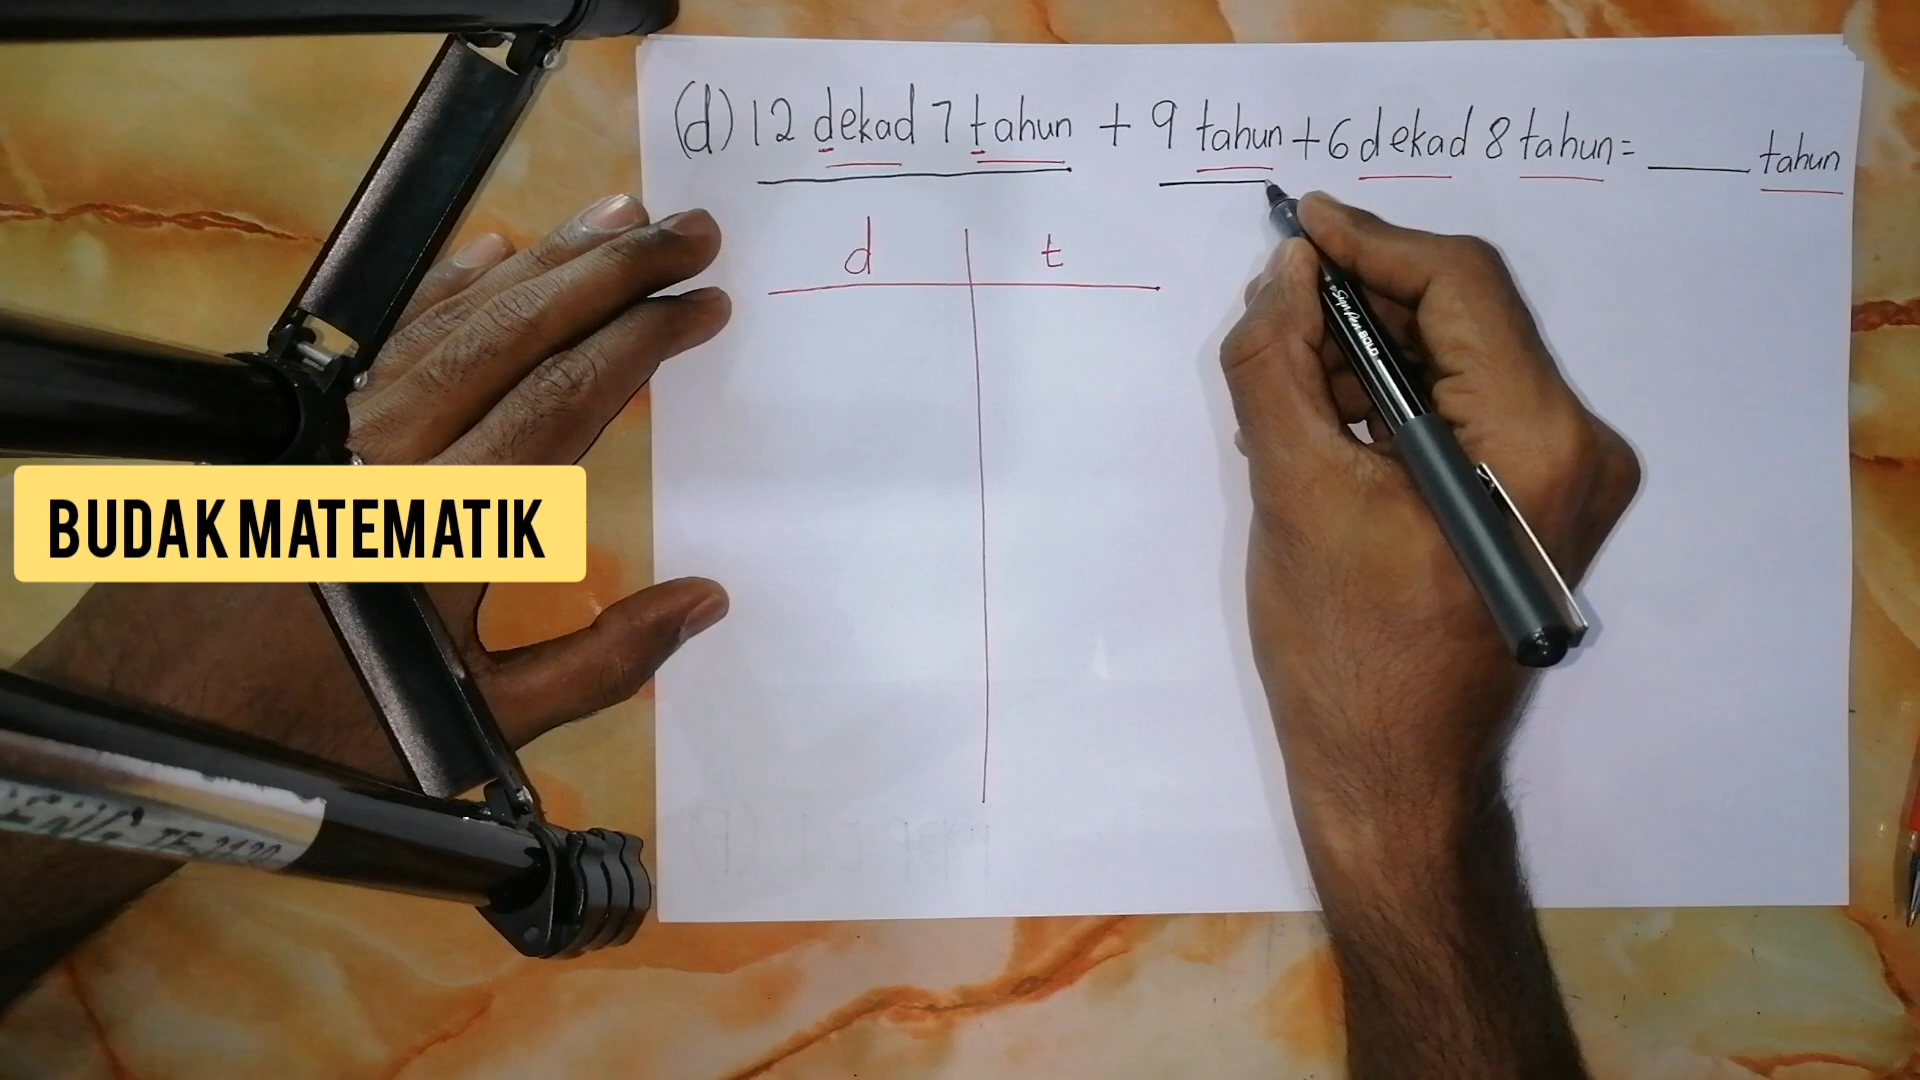 (d) 12 dekad 7 tahun + 9 tahun + 6 dekad 8 tahun = ____ tahun
d t
BUDAK MATEMATIK